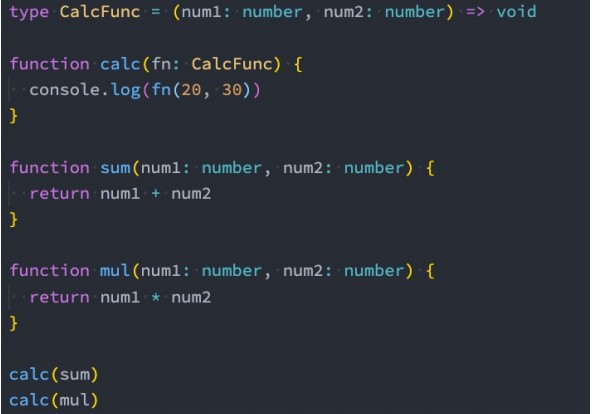 type CalcFunc = (num1: number, num2: number) => void
function calc(fn: CalcFunc) {
console.log(fn(20, 30))
}
function sum(num1: number, num2: number) {
return num1 + num2
}
function mul(num1: number, num2: number) {
return num1 * num2
}
calc(sum)
calc(mul)